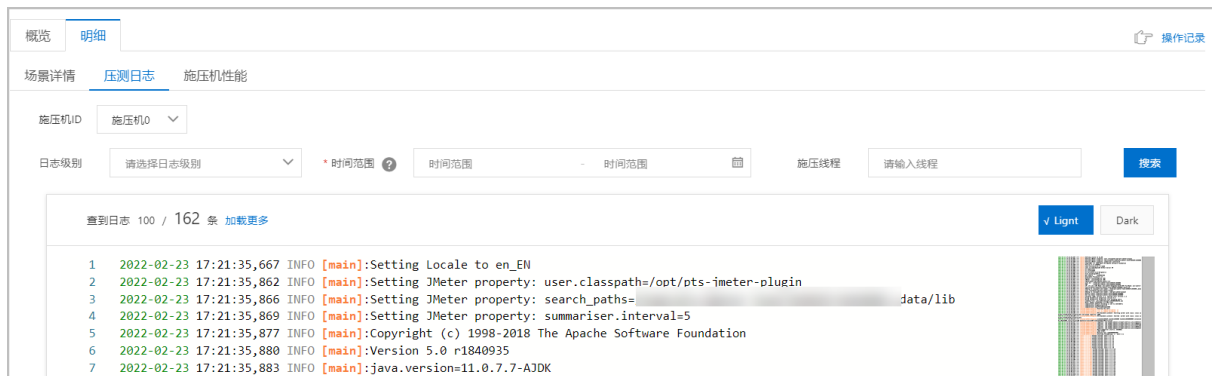 概览 明细 操作记录
场景详情 压测日志 施压机性能
施压机ID 施压机0
日志级别 请选择日志级别 * 时间范围 ? 时间范围 - 时间范围 施压线程 请输入线程 搜索
查到日志 100 / 162 条 加载更多 √ Lignt Dark
1 2022-02-23 17:21:35,667 INFO [main]:Setting Locale to en_EN
2 2022-02-23 17:21:35,862 INFO [main]:Setting JMeter property: user.classpath=/opt/pts-jmeter-plugin
3 2022-02-23 17:21:35,866 INFO [main]:Setting JMeter property: search_paths= data/lib
4 2022-02-23 17:21:35,869 INFO [main]:Setting JMeter property: summariser.interval=5
5 2022-02-23 17:21:35,877 INFO [main]:Copyright (c) 1998-2018 The Apache Software Foundation
6 2022-02-23 17:21:35,880 INFO [main]:Version 5.0 r1840935
7 2022-02-23 17:21:35,883 INFO [main]:java.version=11.0.7.7-AJDK